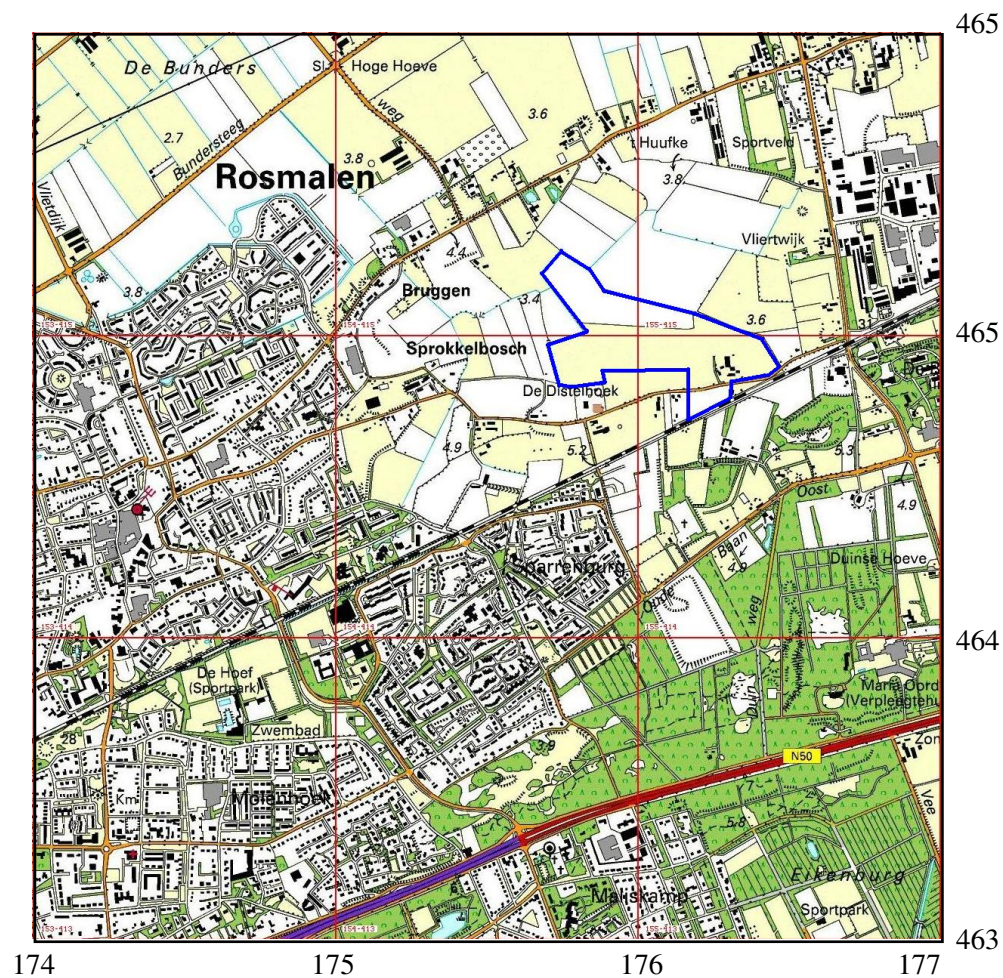 465
De Bunders
Hoge Hoeve
weg
3.6
2.7
Bundersteeg
3.8
't Huufke
Sportveld
3.8
Rosmalen
Vlietdijk
Vliertwijk
4.4
3.8
Bruggen
3.4
3.6
153-415
154-415
155-415
31
465
Sprokkelbosch
De Distelhoek
4.9
5.2
5.3
Oost
4.9
Baan
4.9
Duinse Hoeve
Sparrenburg
Oude
weg
153-414
154-414
155-414
464
De Hoef
(Sportpark)
Maria Oord
Duin
Zwembad
28
3.9
N50
Km
Molenhoek
5.8
Eikenburg
6
Maliskamp
Sportpark
153-413
154-413
155-413
463
174
175
176
177